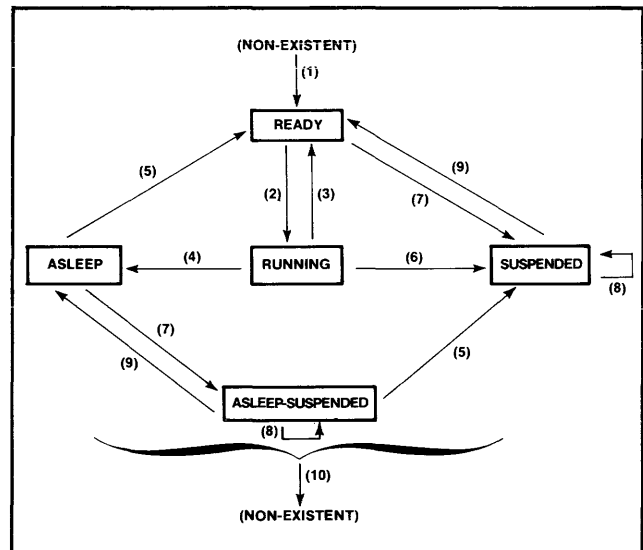 (NON-EXISTENT)
(1)
READY
(5)
(2)
(3)
(9)
(7)
ASLEEP
(4)
RUNNING
(6)
SUSPENDED
(8)
(7)
(9)
(5)
ASLEEP-SUSPENDED
(8)
(10)
(NON-EXISTENT)